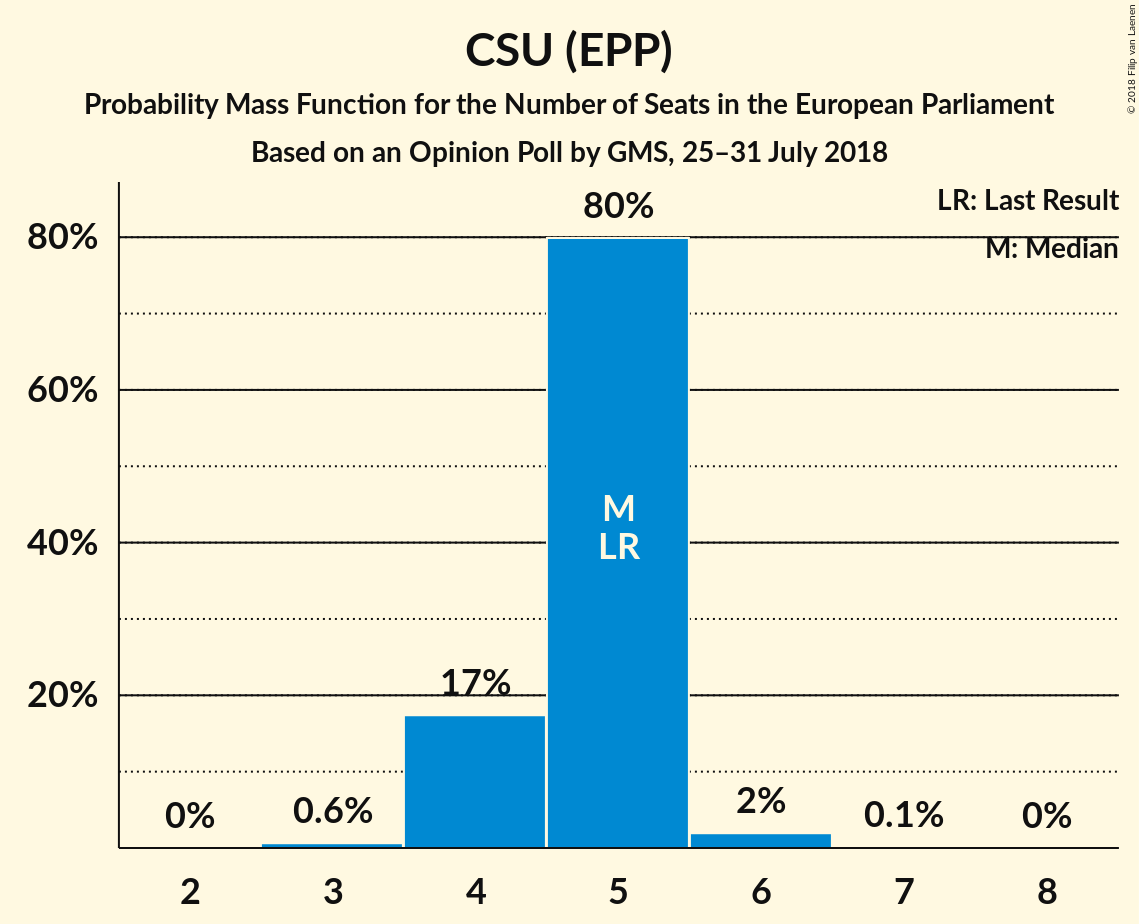 CSU (EPP)
Probability Mass Function for the Number of Seats in the European Parliament
Based on an Opinion Poll by GMS, 25–31 July 2018
© 2018 Filip van Laenen
LR: Last Result
M: Median
80%
60%
40%
20%
0%
0.6%
17%
80%
M
LR
2%
0.1%
0%
2
3
4
5
6
7
8